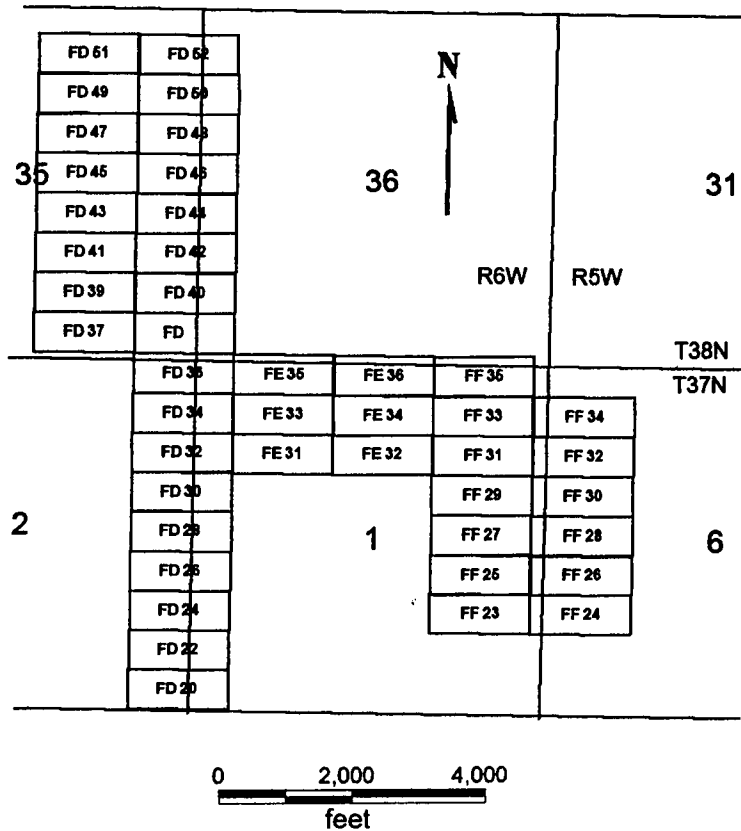 FD 51 FD 52
N
FD 49 FD 50
FD 47 FD 48
35 FD 45 FD 46 36 31
FD 43 FD 44
FD 41 FD 42
R6W R5W
FD 39 FD 40
FD 37 FD
T38N
FD 36 FE 35 FE 36 FF 35
T37N
FD 34 FE 33 FE 34 FF 33 FF 34
FD 32 FE 31 FE 32 FF 31 FF 32
FD 30 FF 29 FF 30
2 FD 28 1 FF 27 FF 28 6
FD 26 FF 25 FF 26
FD 24 FF 23 FF 24
FD 22
FD 20
0 2,000 4,000
feet